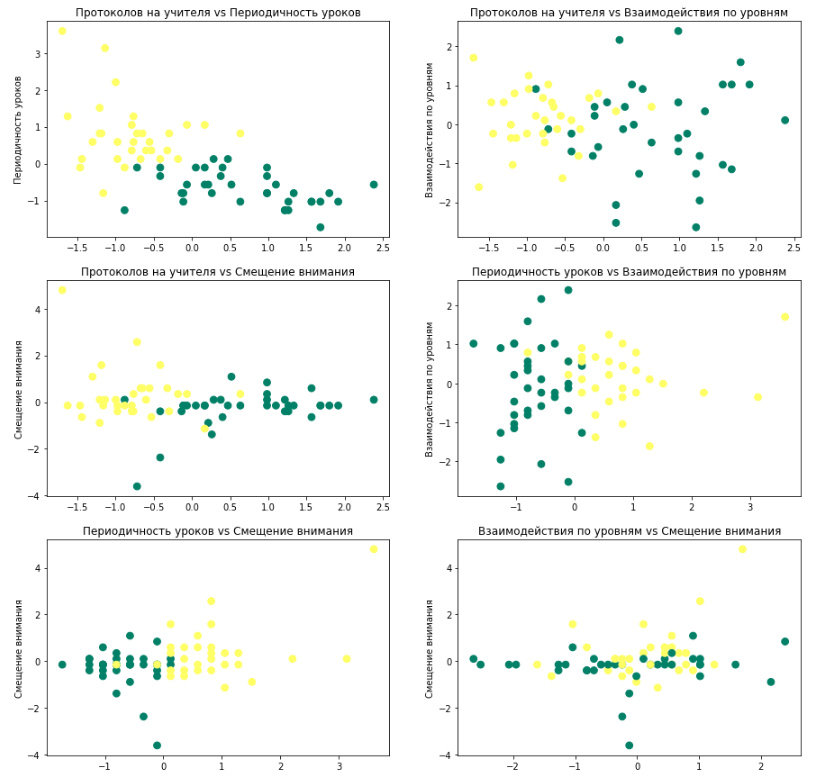 Протоколов на учителя vs Периодичность уроков
Периодичность уроков
3
2
1
0
−1
−1.5 −1.0 −0.5 0.0 0.5 1.0 1.5 2.0 2.5
Протоколов на учителя vs Взаимодействия по уровням
Взаимодействия по уровням
2
1
0
−1
−2
−1.5 −1.0 −0.5 0.0 0.5 1.0 1.5 2.0 2.5
Протоколов на учителя vs Смещение внимания
Смещение внимания
4
2
0
−2
−4
−1.5 −1.0 −0.5 0.0 0.5 1.0 1.5 2.0 2.5
Периодичность уроков vs Взаимодействия по уровням
Взаимодействия по уровням
2
1
0
−1
−2
−1 0 1 2 3
Периодичность уроков vs Смещение внимания
Смещение внимания
4
2
0
−2
−4
−1 0 1 2 3
Взаимодействия по уровням vs Смещение внимания
Смещение внимания
4
2
0
−2
−4
−2 −1 0 1 2